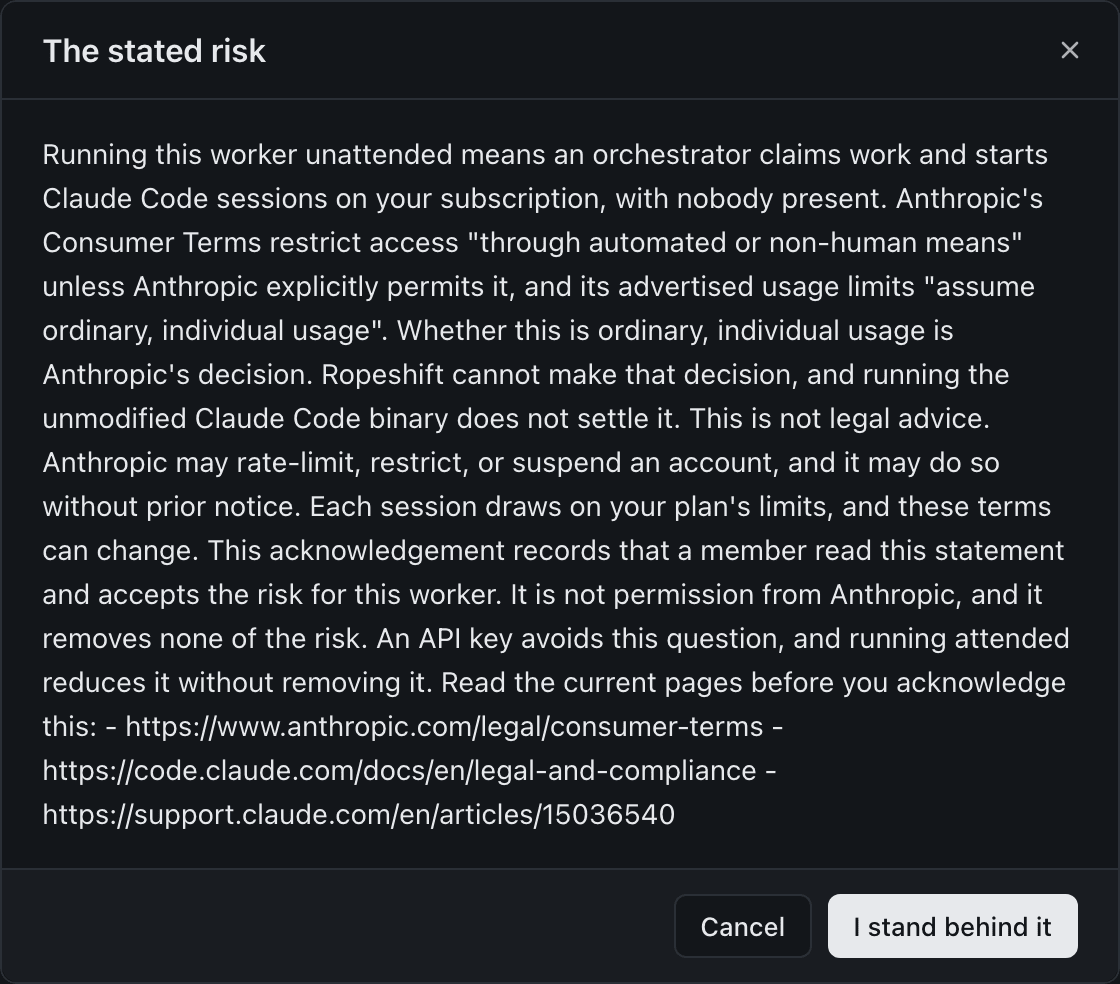 The stated risk
Running this worker unattended means an orchestrator claims work and starts
Claude Code sessions on your subscription, with nobody present. Anthropic's
Consumer Terms restrict access "through automated or non-human means"
unless Anthropic explicitly permits it, and its advertised usage limits "assume
ordinary, individual usage". Whether this is ordinary, individual usage is
Anthropic's decision. Ropeshift cannot make that decision, and running the
unmodified Claude Code binary does not settle it. This is not legal advice.
Anthropic may rate-limit, restrict, or suspend an account, and it may do so
without prior notice. Each session draws on your plan's limits, and these terms
can change. This acknowledgement records that a member read this statement
and accepts the risk for this worker. It is not permission from Anthropic, and it
removes none of the risk. An API key avoids this question, and running attended
reduces it without removing it. Read the current pages before you acknowledge
this: - https://www.anthropic.com/legal/consumer-terms -
https://code.claude.com/docs/en/legal-and-compliance -
https://support.claude.com/en/articles/15036540
Cancel
I stand behind it